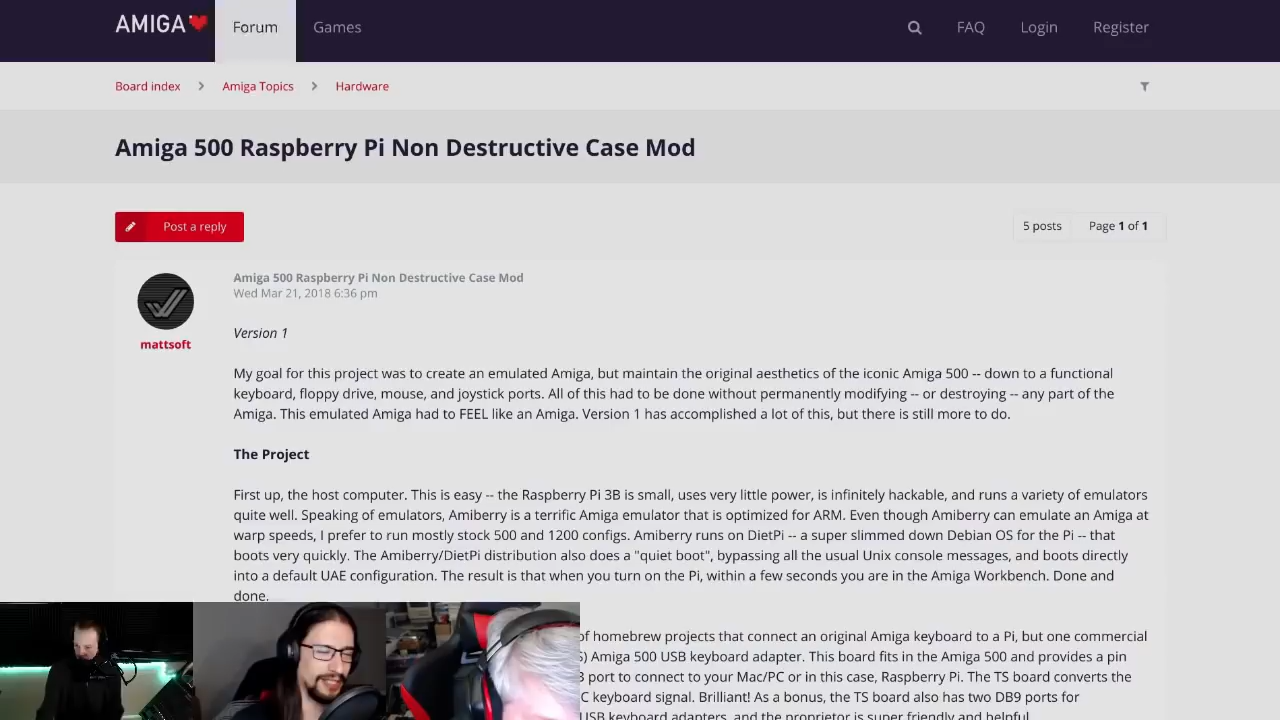 AMIGA
Forum
Games
FAQ
Login
Register
Board index
Amiga Topics
Hardware
Amiga 500 Raspberry Pi Non Destructive Case Mod
Post a reply
5 posts
Page 1 of 1
Amiga 500 Raspberry Pi Non Destructive Case Mod
Wed Mar 21, 2018 6:36 pm
mattsoft
Version 1
My goal for this project was to create an emulated Amiga, but maintain the original aesthetics of the iconic Amiga 500 -- down to a functional
keyboard, floppy drive, mouse, and joystick ports. All of this had to be done without permanently modifying -- or destroying -- any part of the
Amiga. This emulated Amiga had to FEEL like an Amiga. Version 1 has accomplished a lot of this, but there is still more to do.
The Project
First up, the host computer. This is easy -- the Raspberry Pi 3B is small, uses very little power, is infinitely hackable, and runs a variety of emulators
quite well. Speaking of emulators, Amiberry is a terrific Amiga emulator that is optimized for ARM. Even though Amiberry can emulate an Amiga at
warp speeds, I prefer to run mostly stock 500 and 1200 configs. Amiberry runs on DietPi -- a super slimmed down Debian OS for the Pi -- that
boots very quickly. The Amiberry/DietPi distribution also does a "quiet boot", bypassing all the usual Unix console messages, and boots directly
into a default UAE configuration. The result is that when you turn on the Pi, within a few seconds you are in the Amiga Workbench. Done and
done.
of homebrew projects that connect an original Amiga keyboard to a Pi, but one commercial
Amiga 500 USB keyboard adapter. This board fits in the Amiga 500 and provides a pin
port to connect to your Mac/PC or in this case, Raspberry Pi. The TS board converts the
keyboard signal. Brilliant! As a bonus, the TS board also has two DB9 ports for
USB keyboard adapters, and the proprietor is super friendly and helpful.